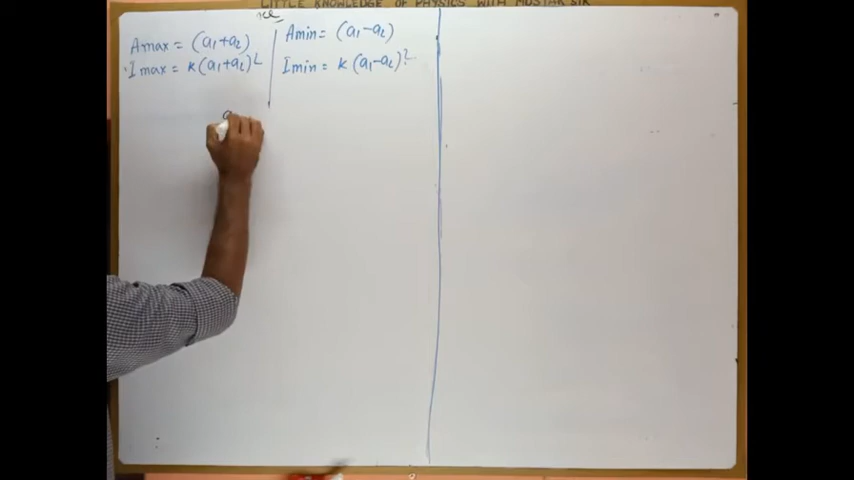 LITTLE KNOWLEDGE OF PHYSICS WITH MUSTAK SIR
Amax = (a₁+a₂)
Imax = K(a₁+a₂)²
Amin = (a₁-a₂)
Imin = K(a₁-a₂)²
a